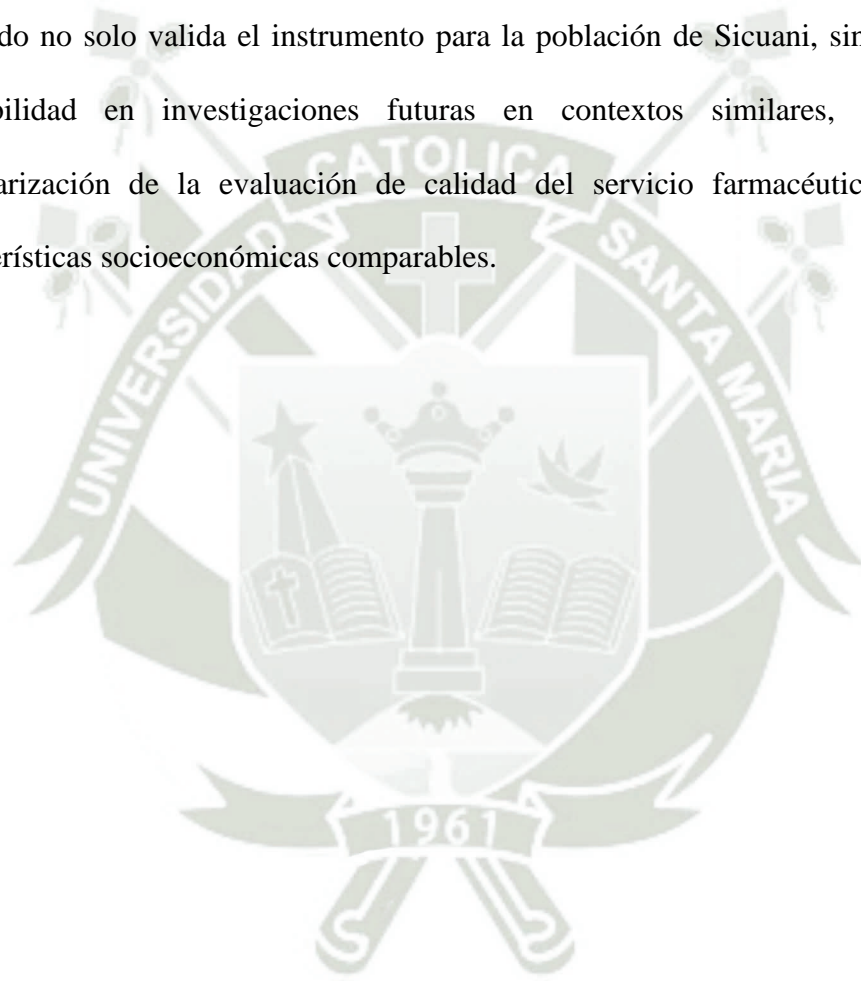 do no solo valida el instrumento para la población de Sicuani, sin
bilidad en investigaciones futuras en contextos similares,
arización de la evaluación de calidad del servicio farmacéutic
erísticas socioeconómicas comparables.
UNIVERSIDAD CATOLICA SANTA MARIA
1961